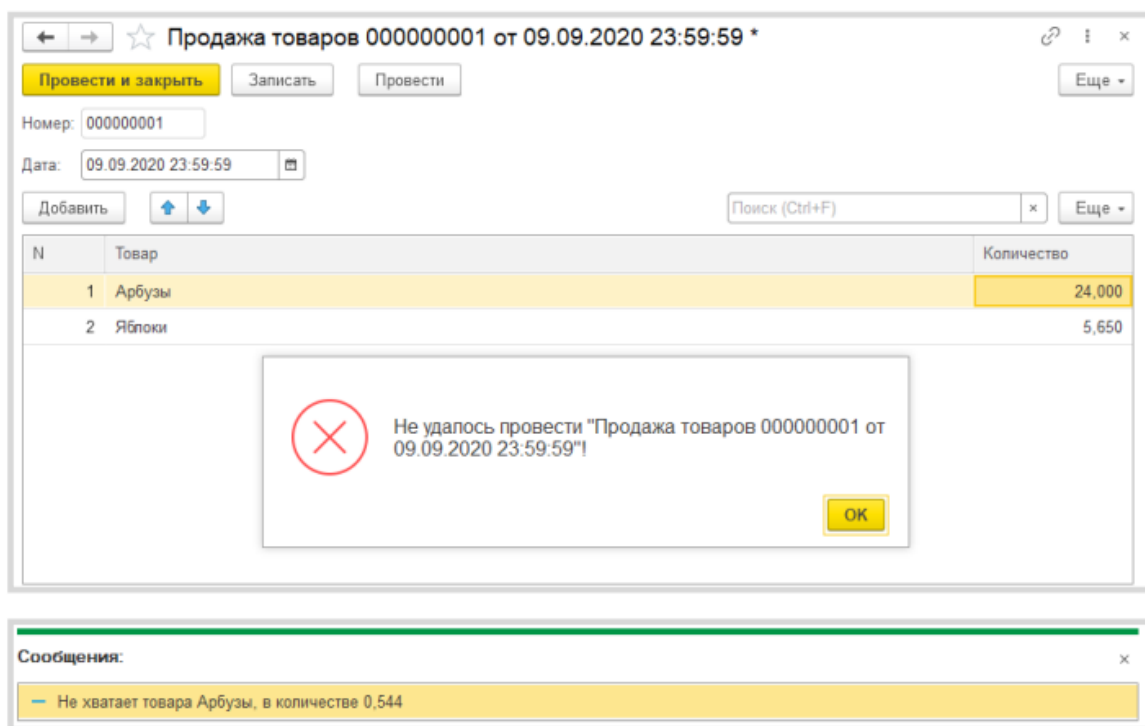 Продажа товаров 000000001 от 09.09.2020 23:59:59 *
Провести и закрыть Записать Провести Еще
Номер: 000000001
Дата: 09.09.2020 23:59:59
Добавить Поиск (Ctrl+F) × Еще
N Товар Количество
1 Арбузы 24,000
2 Яблоки 5,650
Не удалось провести "Продажа товаров 000000001 от
09.09.2020 23:59:59"!
OK
Сообщения:
Не хватает товара Арбузы, в количестве 0,544